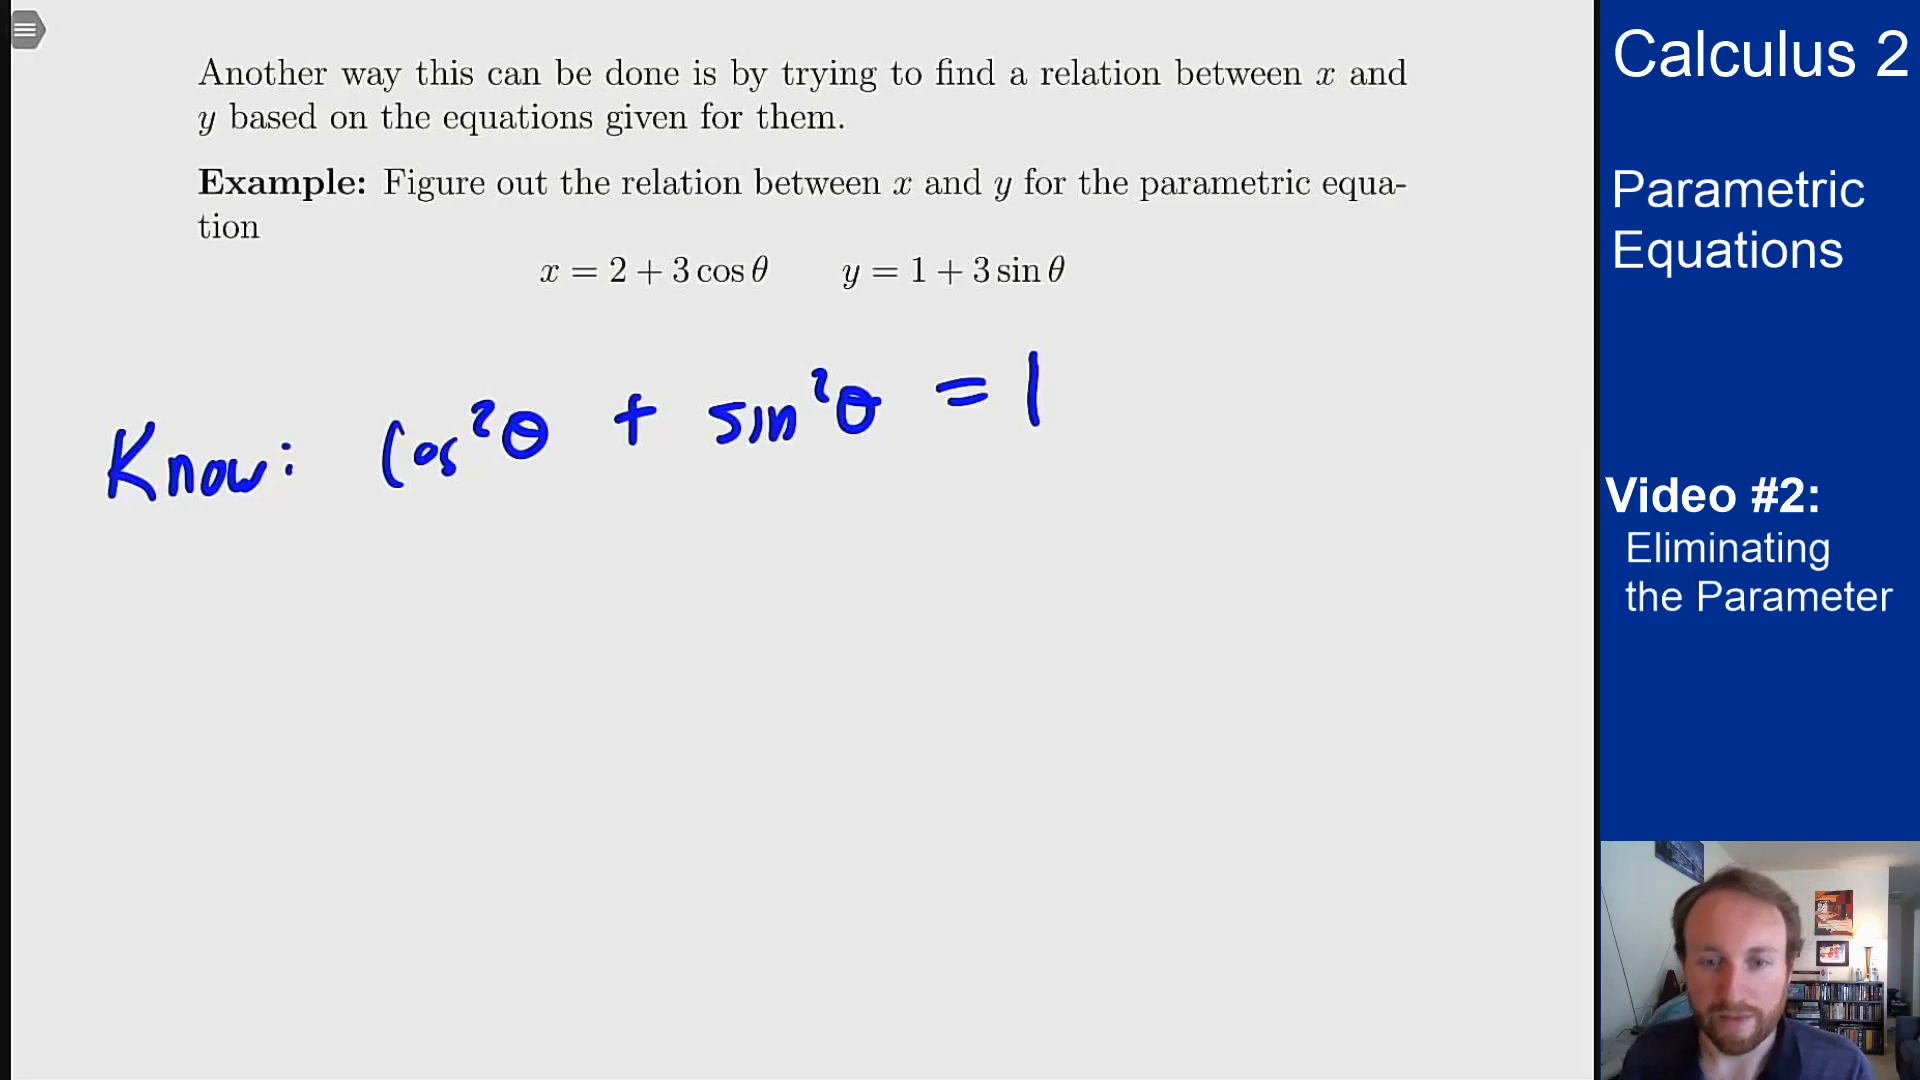 Another way this can be done is by trying to find a relation between x and
y based on the equations given for them.
Example: Figure out the relation between x and y for the parametric equa-
tion
x = 2 + 3 cos θ   y = 1 + 3 sin θ
Know: Cos²θ + sin²θ = 1
Calculus 2
Parametric
Equations
Video #2:
Eliminating
the Parameter